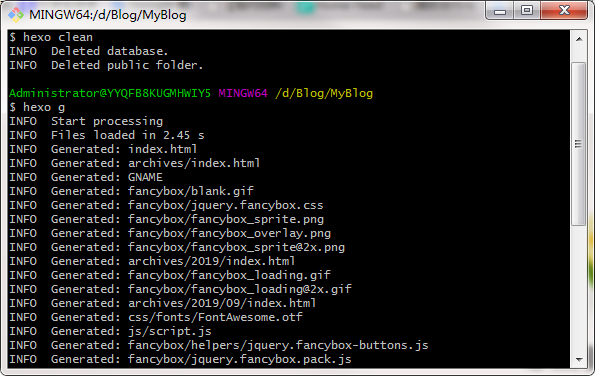 MINGW64:/d/Blog/MyBlog
$ hexo clean
INFO  Deleted database.
INFO  Deleted public folder.
Administrator@YYQFB8KUGMHWIY5 MINGW64 /d/Blog/MyBlog
$ hexo g
INFO  Start processing
INFO  Files loaded in 2.45 s
INFO  Generated: index.html
INFO  Generated: archives/index.html
INFO  Generated: GNAME
INFO  Generated: fancybox/blank.gif
INFO  Generated: fancybox/jquery.fancybox.css
INFO  Generated: fancybox/fancybox_sprite.png
INFO  Generated: fancybox/fancybox_overlay.png
INFO  Generated: fancybox/fancybox_sprite@2x.png
INFO  Generated: archives/2019/index.html
INFO  Generated: fancybox/fancybox_loading.gif
INFO  Generated: fancybox/fancybox_loading@2x.gif
INFO  Generated: archives/2019/09/index.html
INFO  Generated: css/fonts/FontAwesome.otf
INFO  Generated: js/script.js
INFO  Generated: fancybox/helpers/jquery.fancybox-buttons.js
INFO  Generated: fancybox/jquery.fancybox.pack.js